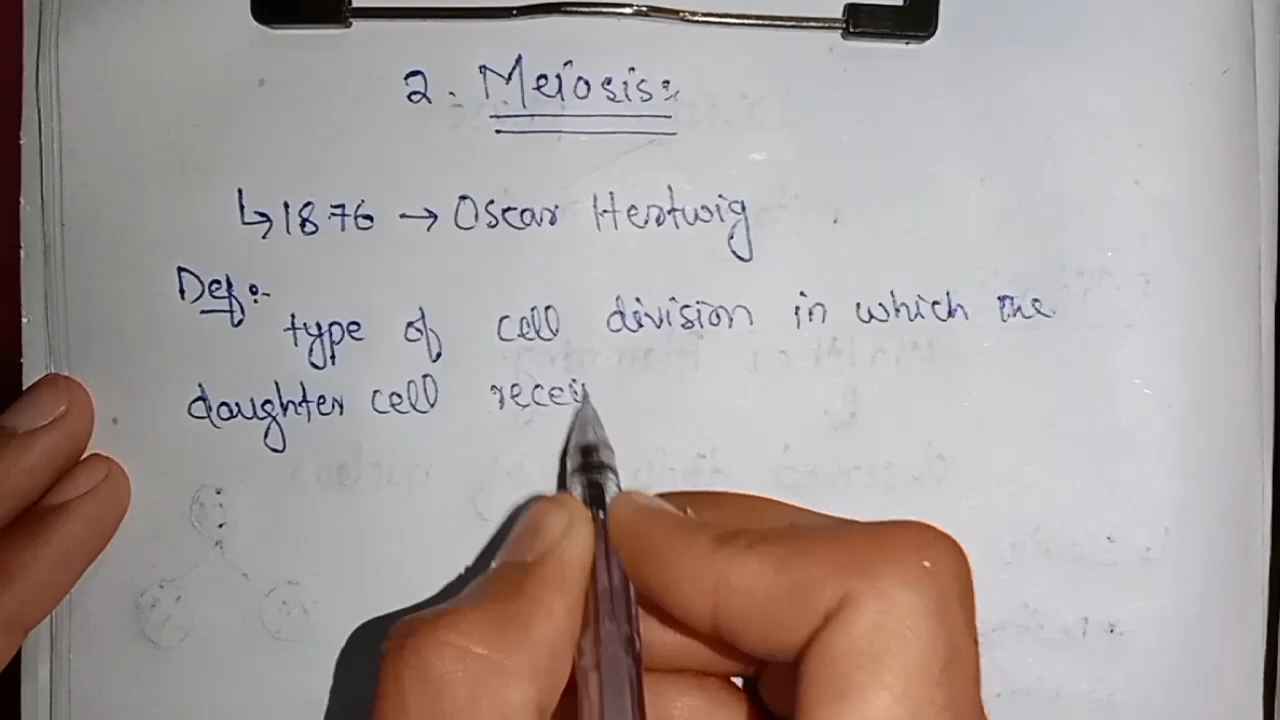 2. Meiosis:
↳1876 → Oscar Hertwig
Def:-
type of cell division in which the
daughter cell recei